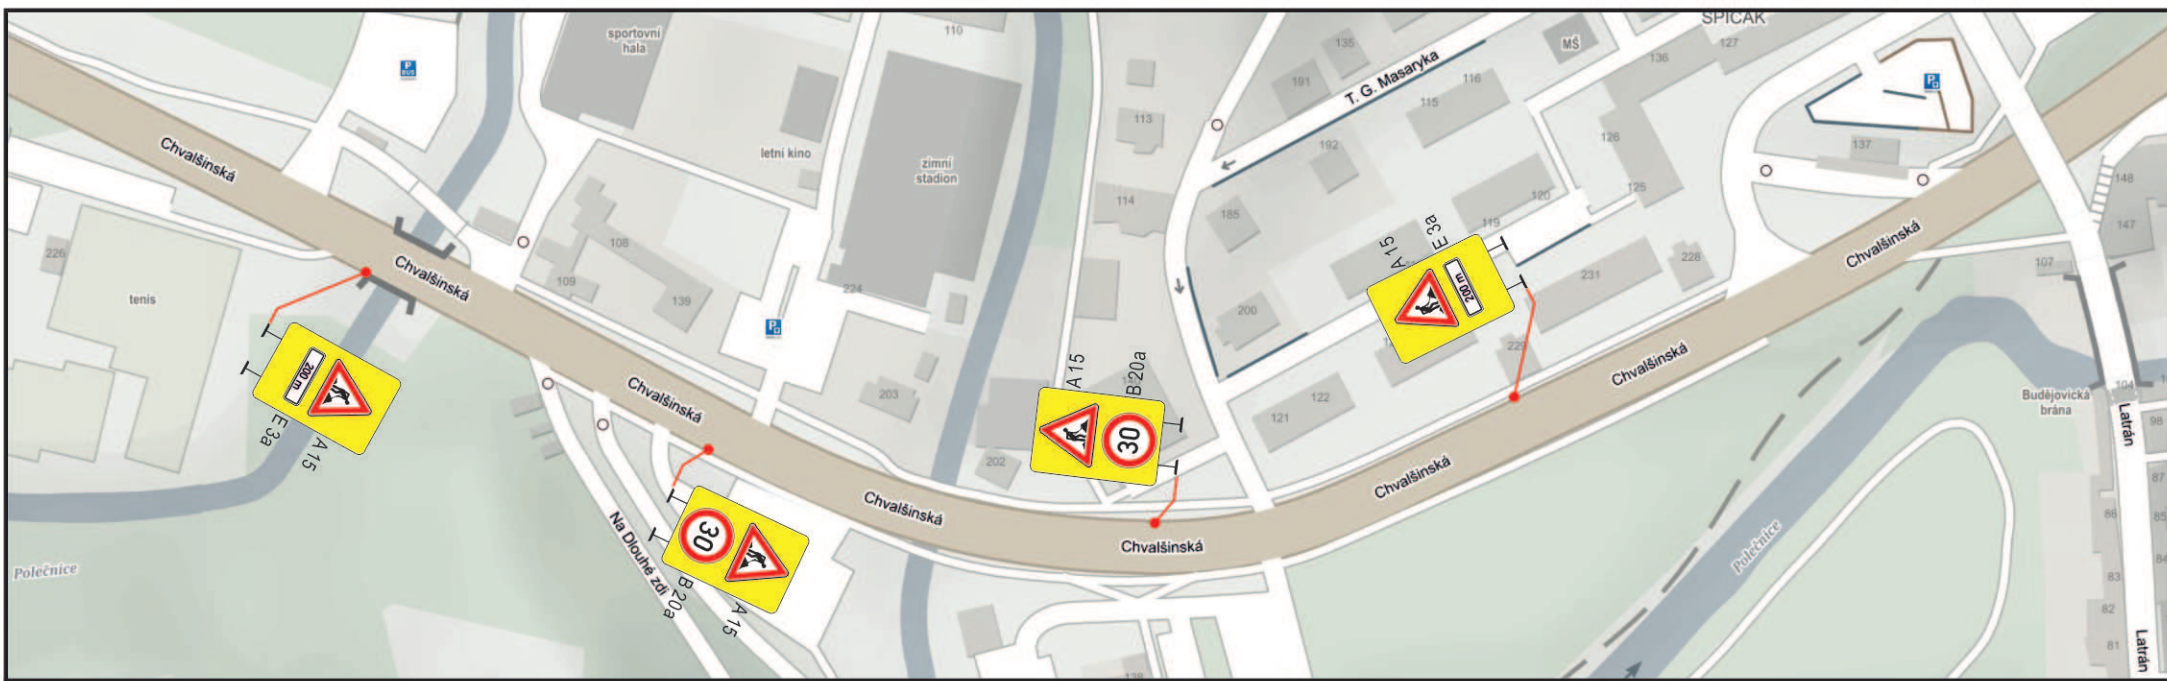 ŠPIČÁK
sportovní
hala
110
135
MŠ
136
127
P
BUS
191
T. G. Masaryka
116
115
P
113
126
137
Chvalšinská
letní kino
zimní
stadion
192
148
114
120
125
185
119
147
226
108
Chvalšinská
E 3a
A 15
200 m
231
228
107
Chvalšinská
tenis
109
139
224
P
200
104
200 m
E 3a
A 15
Chvalšinská
203
A 15
B 20a
30
122
121
229
Chvalšinská
Budějovická
brána
Latrán
98
202
Chvalšinská
87
Chvalšinská
86
85
Chvalšinská
Polečnice
Na Dlouhé zdi
30
B 20a
A 15
Polečnice
84
83
82
81
Latrán
138